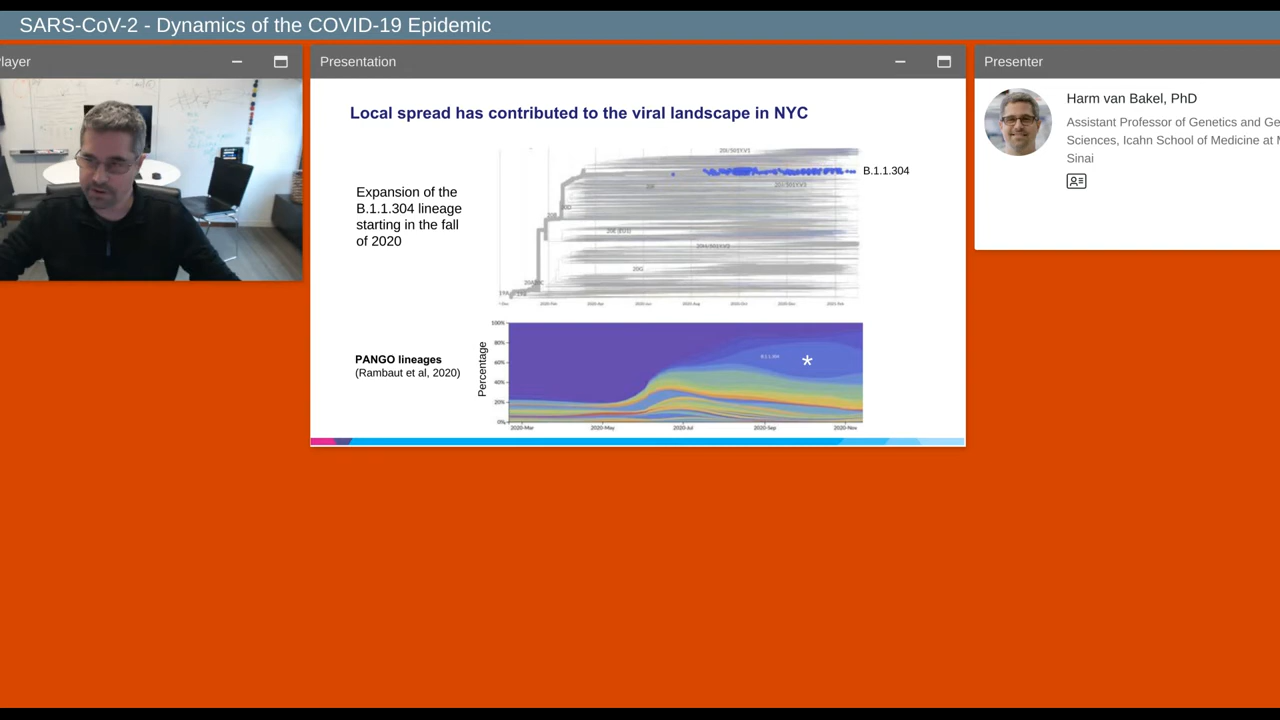 SARS-CoV-2 - Dynamics of the COVID-19 Epidemic
layer
Presentation
Presenter
Local spread has contributed to the viral landscape in NYC
Expansion of the
B.1.1.304 lineage
starting in the fall
of 2020
B.1.1.304
20G
PANGO lineages
(Rambaut et al, 2020)
Percentage
100%
80%
60%
40%
20%
0%
B.1.1.304
*
2020-Mar
2020-May
2020-Jul
2020-Sep
2020-Nov
Harm van Bakel, PhD
Assistant Professor of Genetics and Ge
Sciences, Icahn School of Medicine at M
Sinai